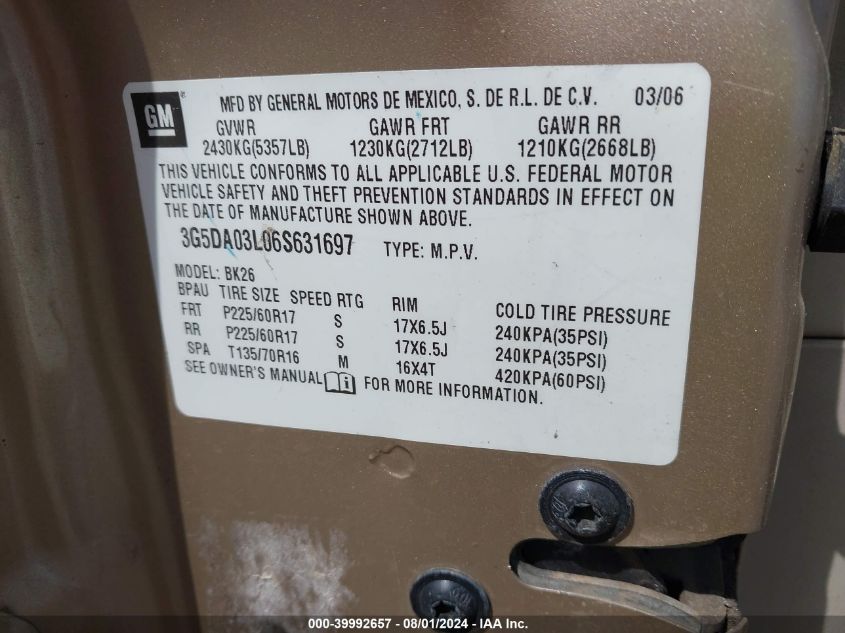 GM® MFD BY GENERAL MOTORS DE MEXICO, S. DE R.L. DE C.V. 03/06
GVWR GAWR FRT GAWR RR
2430KG(5357LB) 1230KG(2712LB) 1210KG(2668LB)
THIS VEHICLE CONFORMS TO ALL APPLICABLE U.S. FEDERAL MOTOR
VEHICLE SAFETY AND THEFT PREVENTION STANDARDS IN EFFECT ON
THE DATE OF MANUFACTURE SHOWN ABOVE.
3G5DA03L06S631697 TYPE: M.P.V.
MODEL: BK26
BPAU TIRE SIZE SPEED RTG RIM COLD TIRE PRESSURE
FRT P225/60R17 S 17X6.5J 240KPA(35PSI)
RR P225/60R17 S 17X6.5J 240KPA(35PSI)
SPA T135/70R16 M 16X4T 420KPA(60PSI)
SEE OWNER'S MANUAL i FOR MORE INFORMATION.
000-39992657 - 08/01/2024 - IAA Inc.